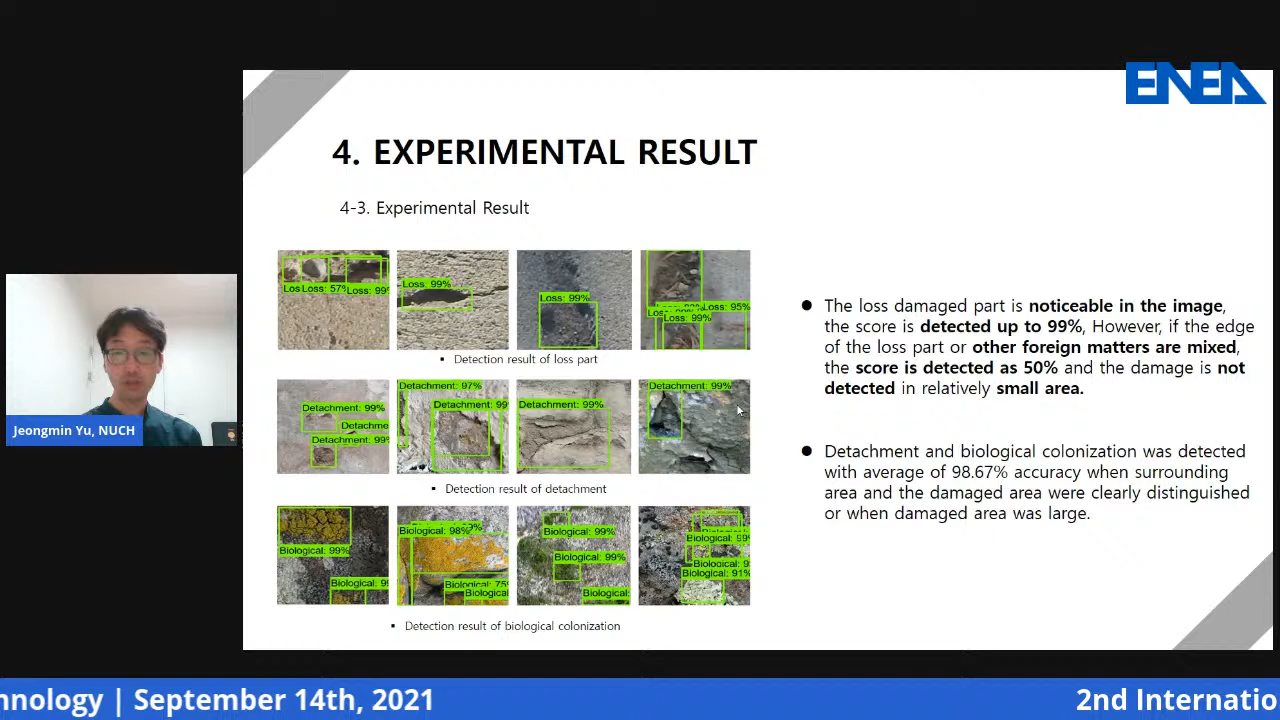 ENEA
4. EXPERIMENTAL RESULT
4-3. Experimental Result
Loss: 57%
Loss: 99%
Loss: 99%
Loss: 99%
Loss: 95%
Loss: 99%
▪ Detection result of loss part
Detachment: 99%
Detachme
Detachment: 99%
Detachment: 97%
Detachment: 99
Detachment: 99%
Detachment: 99%
▪ Detection result of detachment
Biological: 99%
Biological: 99
Biological: 98%
Biological: 75%
Biological
Biological: 99%
Biological: 99%
Biological:
Biological: 99%
Biological: 9
Biological: 91%
▪ Detection result of biological colonization
● The loss damaged part is noticeable in the image,
the score is detected up to 99%, However, if the edge
of the loss part or other foreign matters are mixed,
the score is detected as 50% and the damage is not
detected in relatively small area.
● Detachment and biological colonization was detected
with average of 98.67% accuracy when surrounding
area and the damaged area were clearly distinguished
or when damaged area was large.
Jeongmin Yu, NUCH
hnology | September 14th, 2021
2nd Internatio